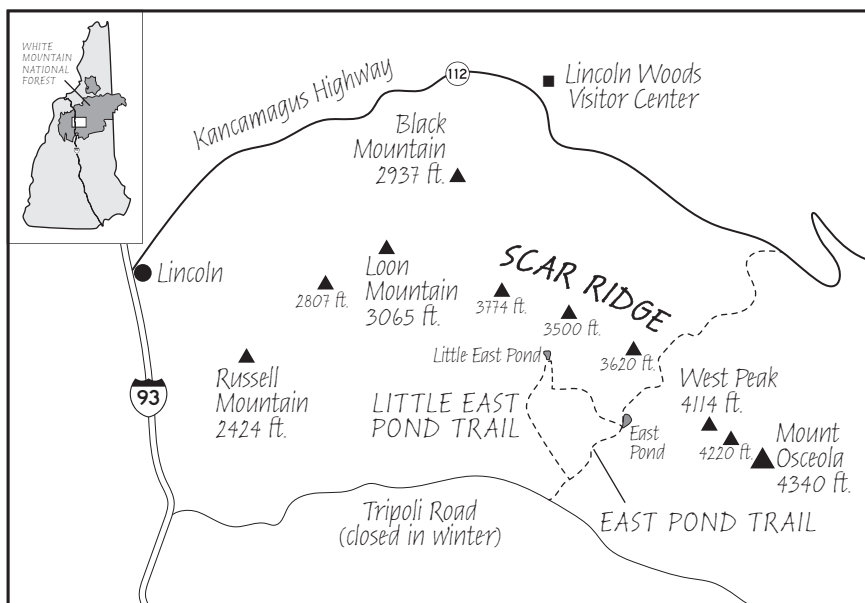 WHITE
MOUNTAIN
NATIONAL
FOREST
Kancamagus Highway
112
Lincoln Woods
Visitor Center
Black
Mountain
2937 ft.
Lincoln
SCAR RIDGE
Loon
Mountain
3065 ft.
2807 ft.
3774 ft.
3500 ft.
3620 ft.
Little East Pond
Russell
Mountain
2424 ft.
93
LITTLE EAST
POND TRAIL
West Peak
4114 ft.
East
Pond
4220 ft.
Mount
Osceola
4340 ft.
Tripoli Road
(closed in winter)
EAST POND TRAIL